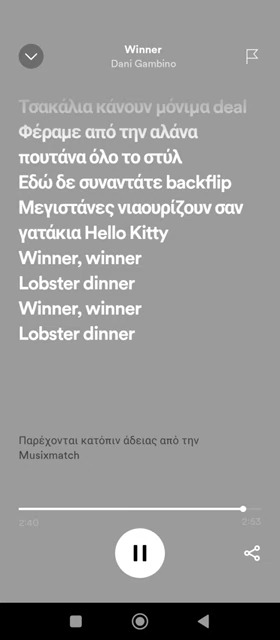 Winner
Dani Gambino
Τσακάλια κάνουν μόνιμα deal
Φέραμε από την αλάνα
πουτάνα όλο το στύλ
Εδώ δε συναντάτε backflip
Μεγιστάνες νιαουρίζουν σαν
γατάκια Hello Kitty
Winner, winner
Lobster dinner
Winner, winner
Lobster dinner
Παρέχονται κατόπιν άδειας από την
Musixmatch
2:40
2:53